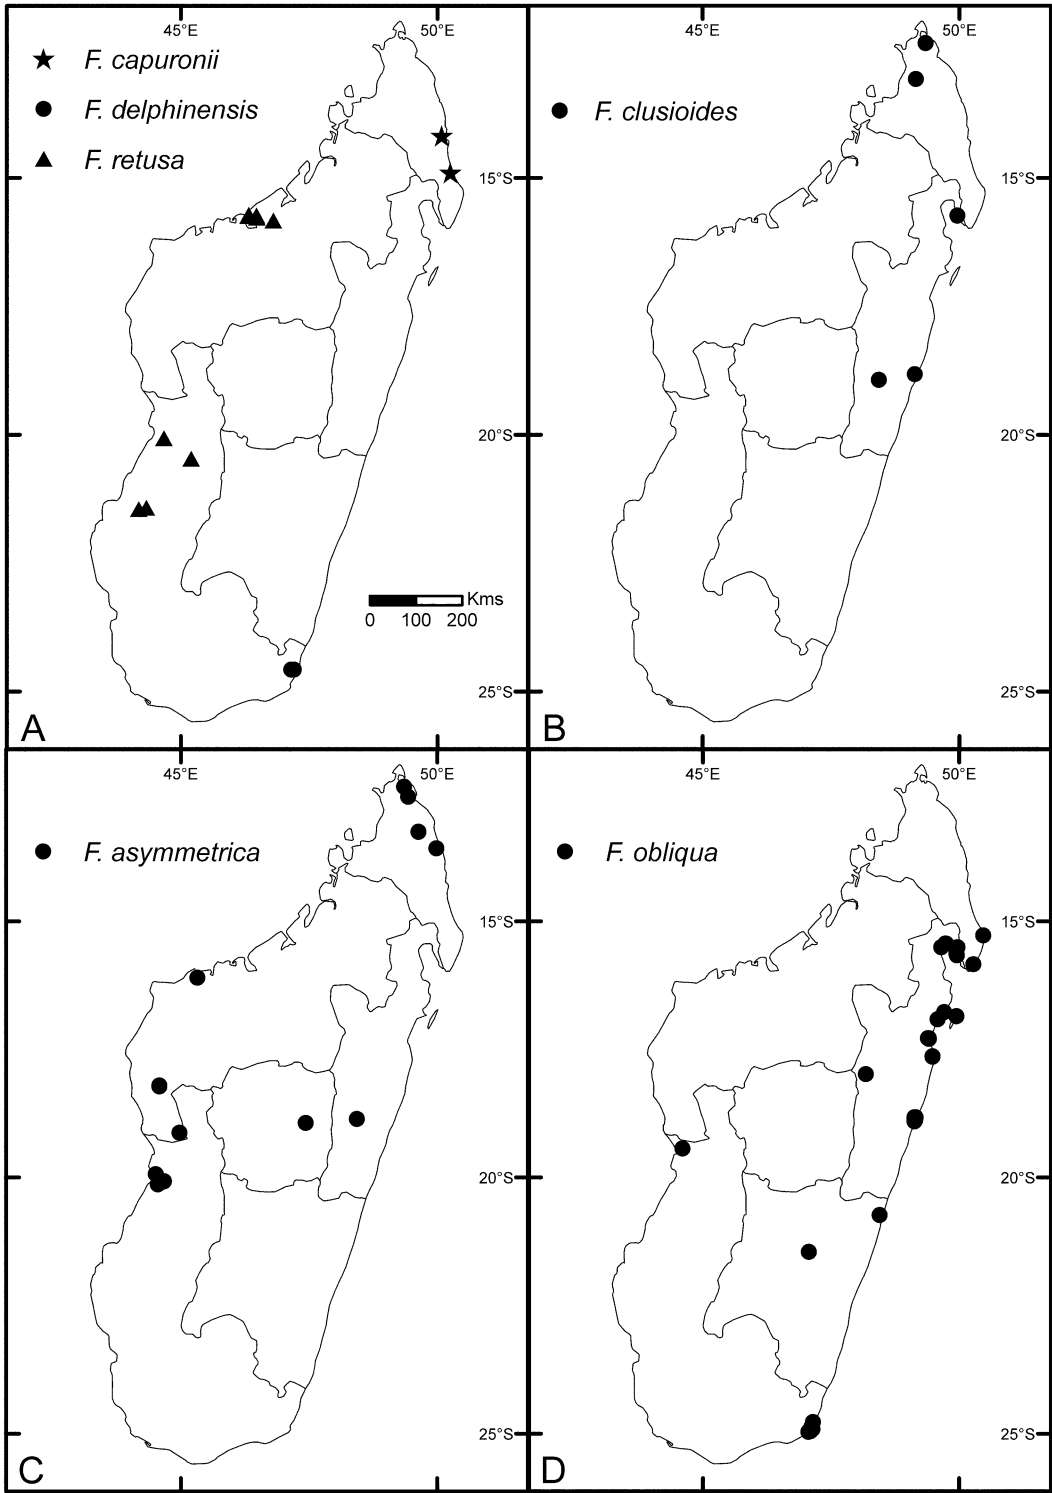 45°E 50°E
F. capuronii
F. delphinensis
F. retusa
15°S
20°S
Kms
0 100 200
25°S
A
45°E 50°E
F. clusioides
15°S
20°S
25°S
B
45°E 50°E
F. asymmetrica
15°S
20°S
25°S
C
45°E 50°E
F. obliqua
15°S
20°S
25°S
D